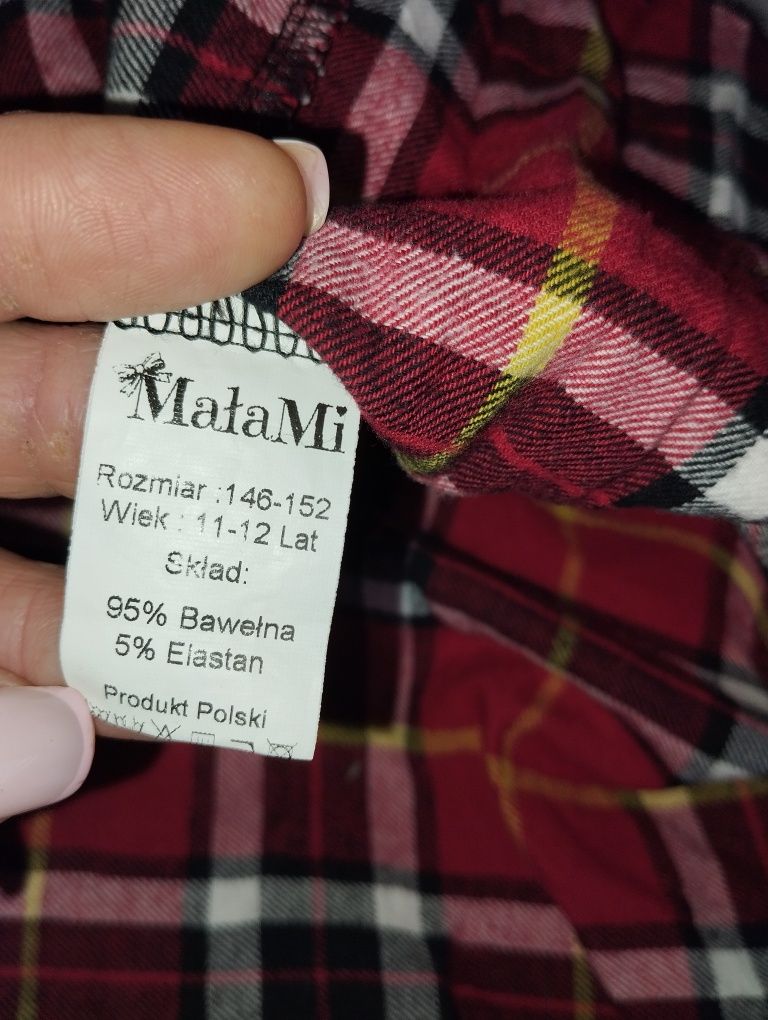 MałaMi
Rozmiar :146-152
Wiek : 11-12 Lat
Skład:
95% Bawełna
5% Elastan
Produkt Polski